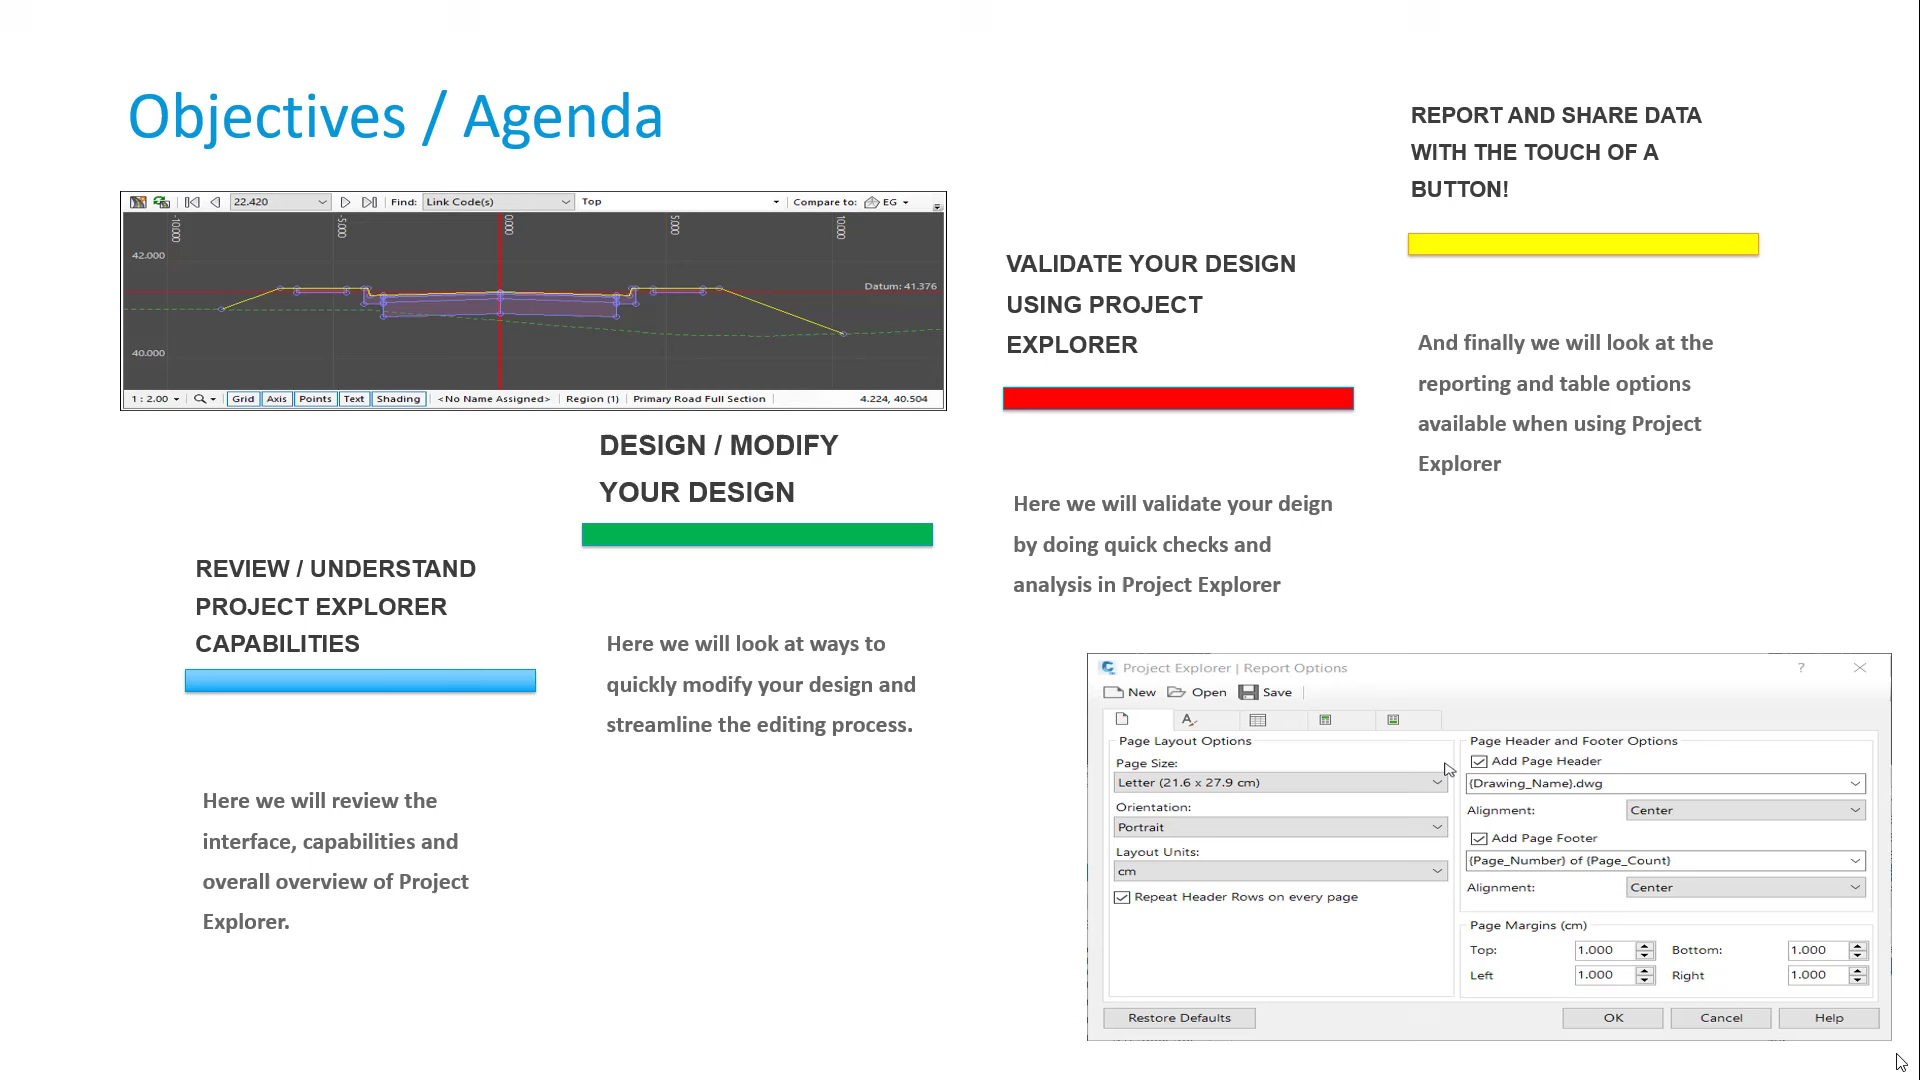 Objectives / Agenda
22.420
Find:
Link Code(s)
Top
Compare to:
EG
-10.000
-5.000
0.000
5.000
10.000
42.000
Datum: 41.376
40.000
1 : 2.00
Grid
Axis
Points
Text
Shading
<No Name Assigned>
Region (1)
Primary Road Full Section
4.224, 40.504
REVIEW / UNDERSTAND
PROJECT EXPLORER
CAPABILITIES
Here we will review the
interface, capabilities and
overall overview of Project
Explorer.
DESIGN / MODIFY
YOUR DESIGN
Here we will look at ways to
quickly modify your design and
streamline the editing process.
VALIDATE YOUR DESIGN
USING PROJECT
EXPLORER
Here we will validate your deign
by doing quick checks and
analysis in Project Explorer
REPORT AND SHARE DATA
WITH THE TOUCH OF A
BUTTON!
And finally we will look at the
reporting and table options
available when using Project
Explorer
Project Explorer | Report Options
?
New
Open
Save
Page Layout Options
Page Size:
Letter (21.6 x 27.9 cm)
Orientation:
Portrait
Layout Units:
cm
Repeat Header Rows on every page
Page Header and Footer Options
Add Page Header
{Drawing_Name}.dwg
Alignment:
Center
Add Page Footer
{Page_Number} of {Page_Count}
Alignment:
Center
Page Margins (cm)
Top:
1.000
Bottom:
1.000
Left
1.000
Right
1.000
Restore Defaults
OK
Cancel
Help